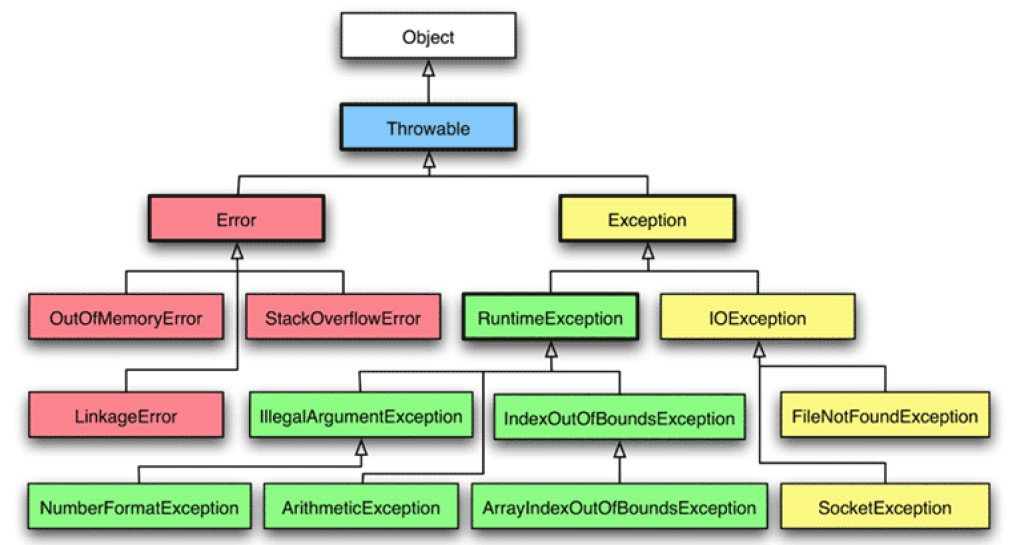 Object
Throwable
Error
Exception
OutOfMemoryError
StackOverflowError
RuntimeException
IOException
LinkageError
IllegalArgumentException
IndexOutOfBoundsException
FileNotFoundException
NumberFormatException
ArithmeticException
ArrayIndexOutOfBoundsException
SocketException